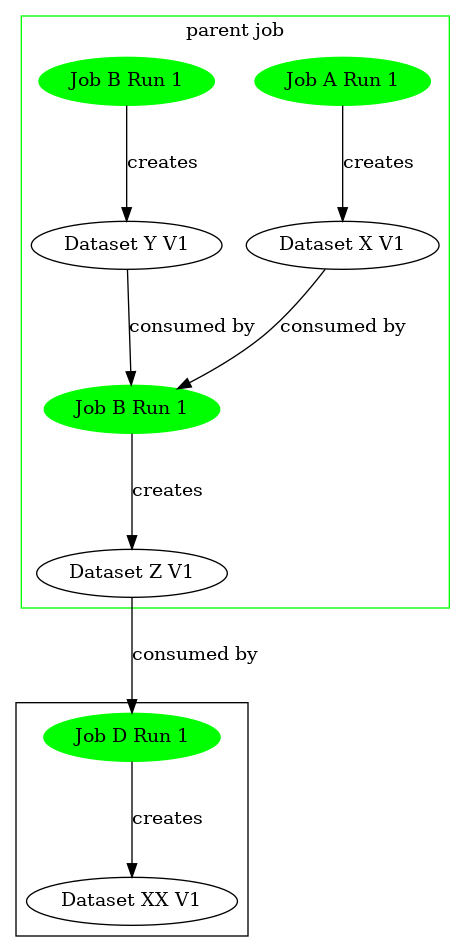 parent job
Job B Run 1
Job A Run 1
creates
creates
Dataset Y V1
Dataset X V1
consumed by
consumed by
Job B Run 1
creates
Dataset Z V1
consumed by
Job D Run 1
creates
Dataset XX V1